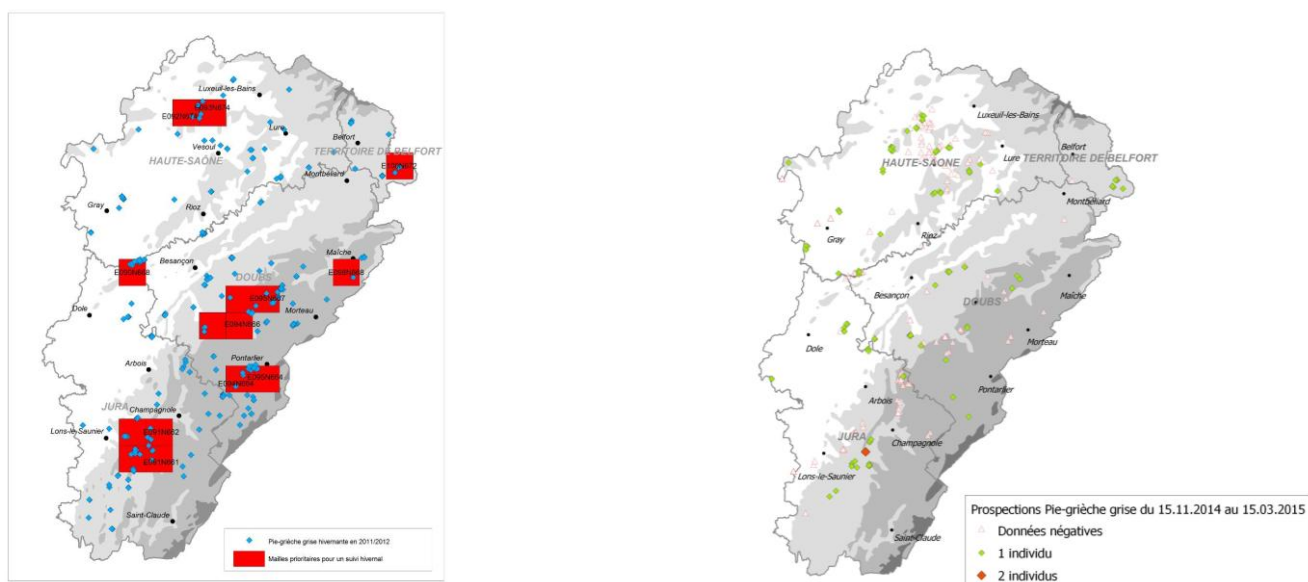 Luxeuil-les-Bains
Lure
Belfort
Vesoul
TERRITOIRE DE BELFORT
HAUTE-SAÔNE
Montbéliard
Gray
Rioz
Maîche
Besançon
DOUBS
Dole
Morteau
Pontarlier
Arbois
Champagnole
JURA
Lons-le-Saunier
E091N661
Saint-Claude
Pie-grièche grise hivernante en 2011/2012
Mailles prioritaires pour un suivi hivernal
Luxeuil-les-Bains
Lure
Belfort
HAUTE-SAONE
TERRITOIRE DE BELFORT
Montbéliard
Gray
Rioz
Besançon
Maîche
DOUBS
Morteau
Dole
Pontarlier
Arbois
Champagnole
JURA
Lons-le-Saunier
Saint-Claude
Prospections Pie-grièche grise du 15.11.2014 au 15.03.2015
Données négatives
1 individu
2 individus